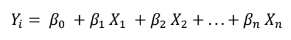 Yᵢ = β₀ + β₁ X₁ + β₂ X₂ + ...+ βₙ Xₙ